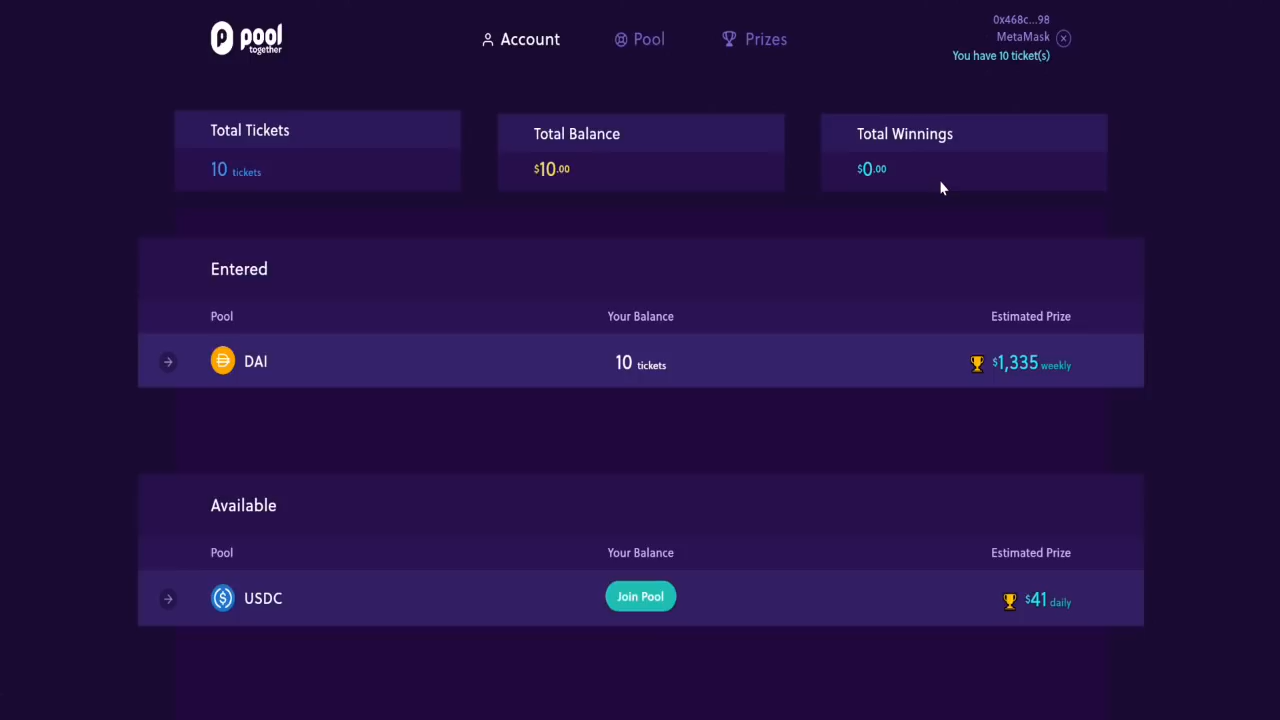 pool
together
Account
Pool
Prizes
0x468c...98
MetaMask
You have 10 ticket(s)
Total Tickets
10 tickets
Total Balance
$10.00
Total Winnings
$0.00
Entered
Pool
Your Balance
Estimated Prize
DAI
10 tickets
$1,335 weekly
Available
Pool
Your Balance
Estimated Prize
USDC
Join Pool
$41 daily